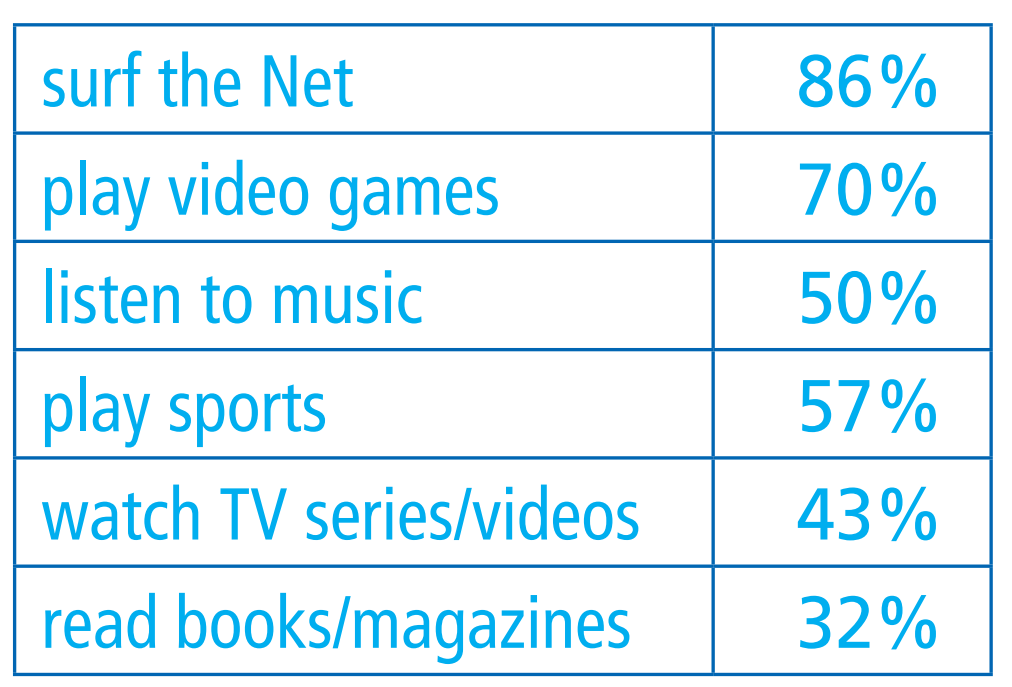 surf the Net 86%
play video games 70%
listen to music 50%
play sports 57%
watch TV series/videos 43%
read books/magazines 32%